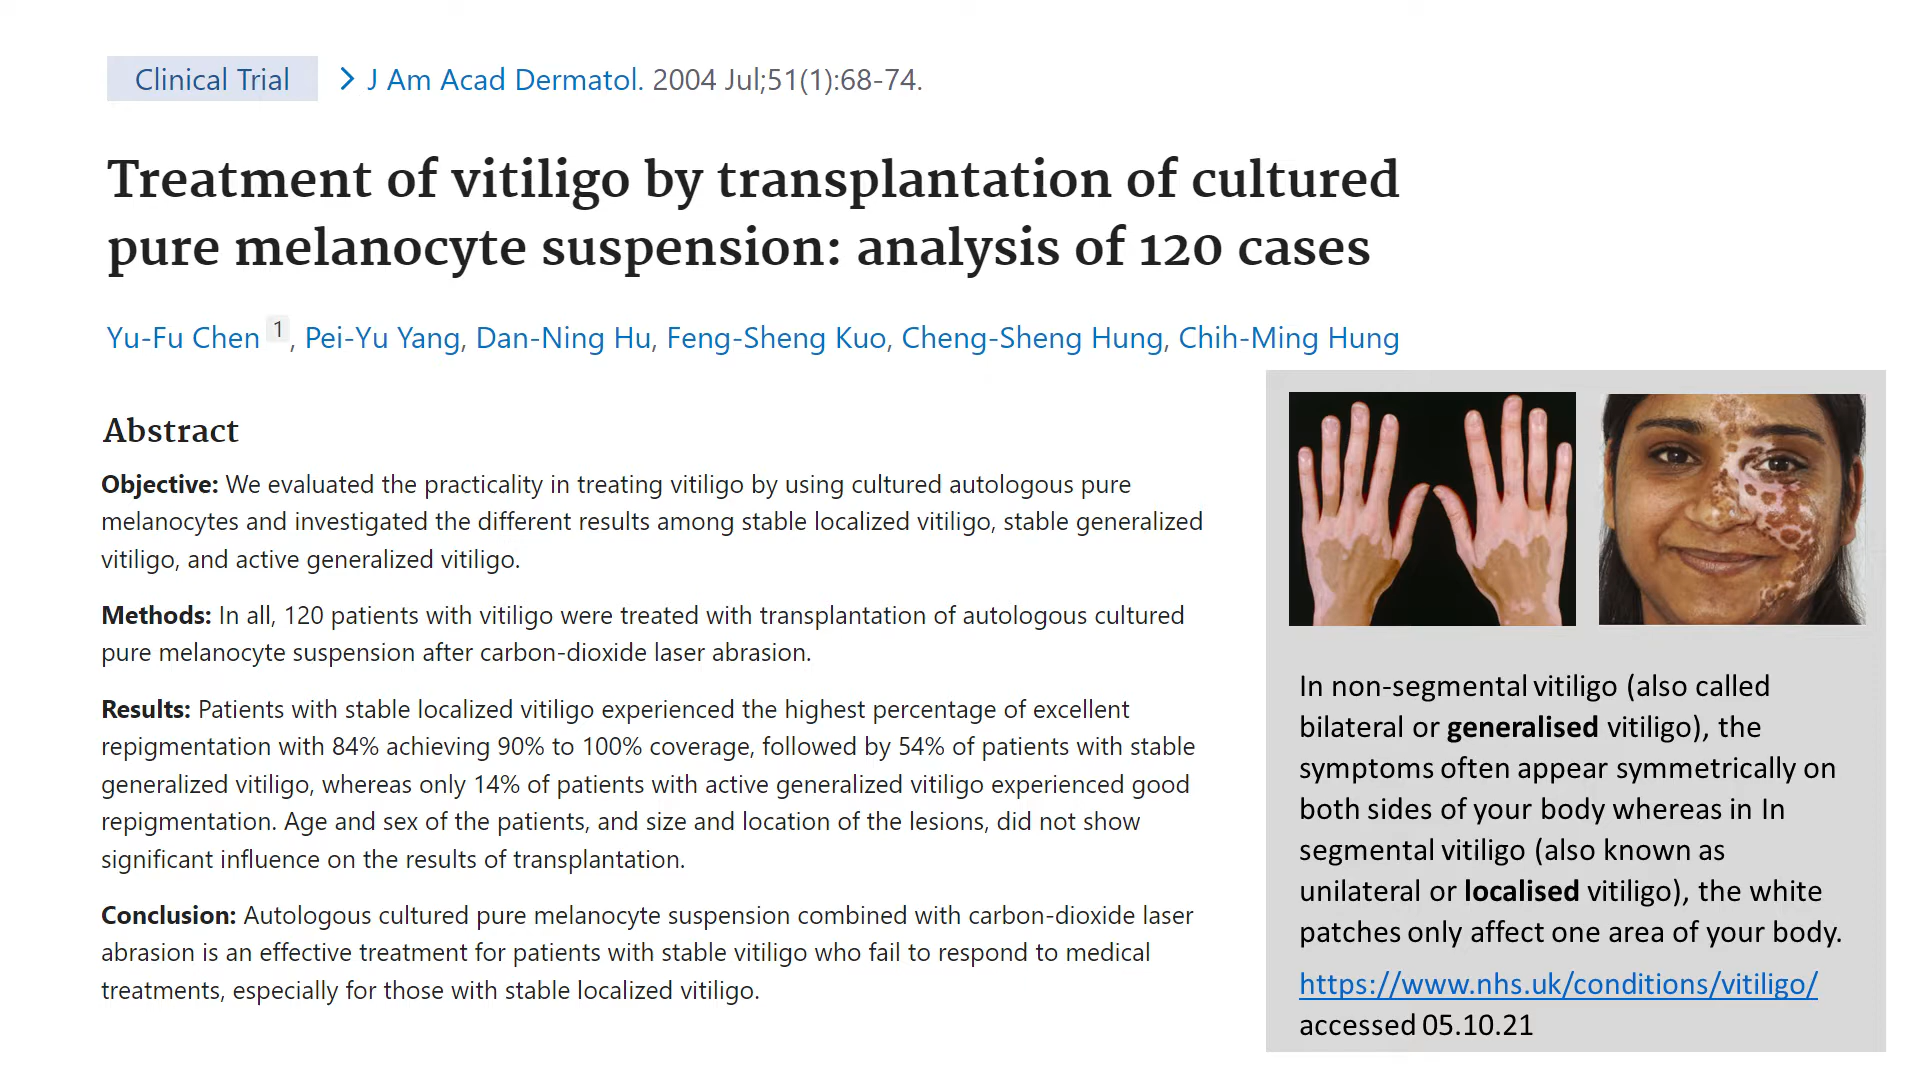 Clinical Trial > J Am Acad Dermatol. 2004 Jul;51(1):68-74.
Treatment of vitiligo by transplantation of cultured
pure melanocyte suspension: analysis of 120 cases
Yu-Fu Chen 1, Pei-Yu Yang, Dan-Ning Hu, Feng-Sheng Kuo, Cheng-Sheng Hung, Chih-Ming Hung
Abstract
Objective: We evaluated the practicality in treating vitiligo by using cultured autologous pure
melanocytes and investigated the different results among stable localized vitiligo, stable generalized
vitiligo, and active generalized vitiligo.
Methods: In all, 120 patients with vitiligo were treated with transplantation of autologous cultured
pure melanocyte suspension after carbon-dioxide laser abrasion.
Results: Patients with stable localized vitiligo experienced the highest percentage of excellent
repigmentation with 84% achieving 90% to 100% coverage, followed by 54% of patients with stable
generalized vitiligo, whereas only 14% of patients with active generalized vitiligo experienced good
repigmentation. Age and sex of the patients, and size and location of the lesions, did not show
significant influence on the results of transplantation.
Conclusion: Autologous cultured pure melanocyte suspension combined with carbon-dioxide laser
abrasion is an effective treatment for patients with stable vitiligo who fail to respond to medical
treatments, especially for those with stable localized vitiligo.
In non-segmental vitiligo (also called
bilateral or generalised vitiligo), the
symptoms often appear symmetrically on
both sides of your body whereas in In
segmental vitiligo (also known as
unilateral or localised vitiligo), the white
patches only affect one area of your body.
https://www.nhs.uk/conditions/vitiligo/
accessed 05.10.21